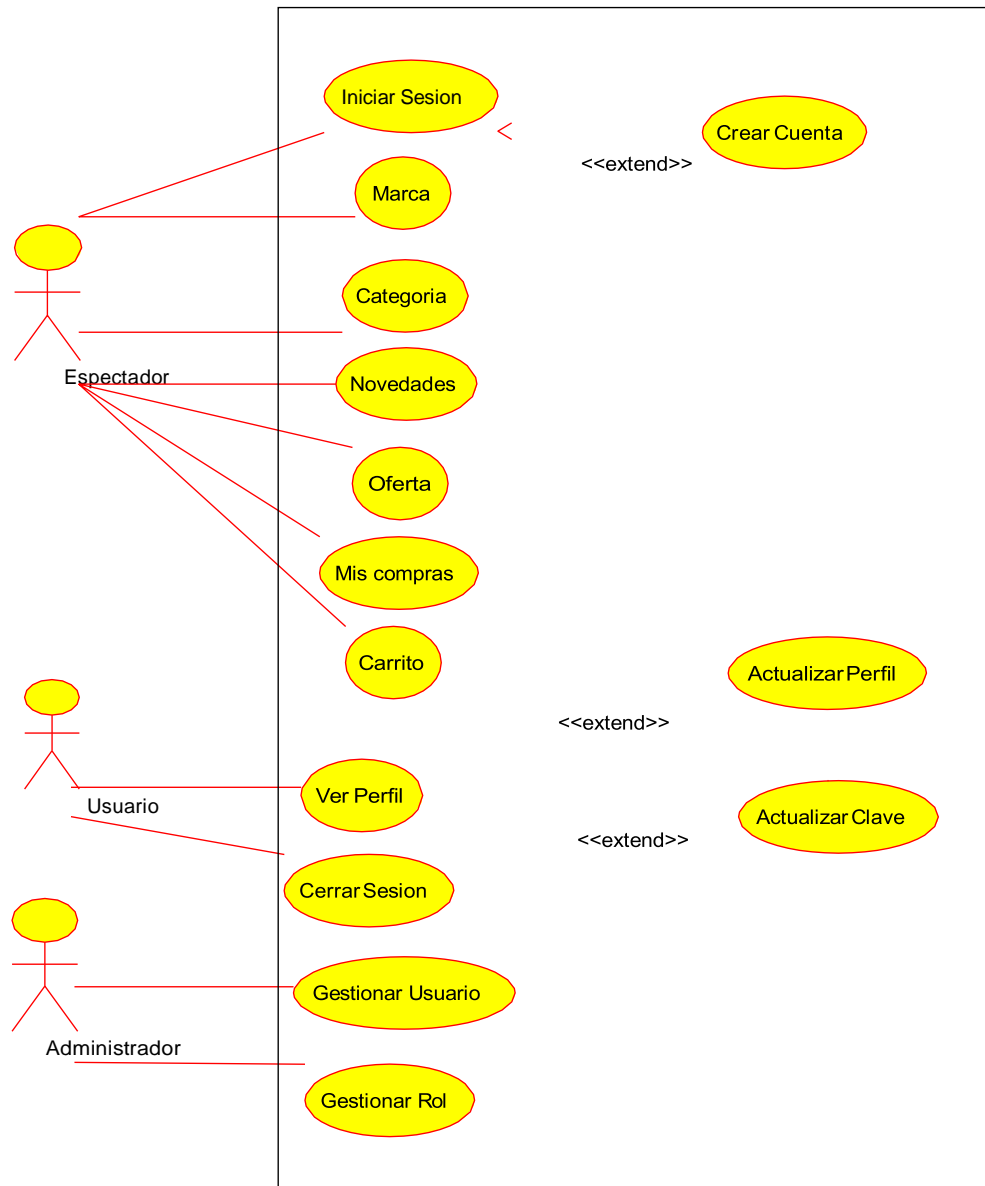 Iniciar Sesion
Crear Cuenta
<<extend>>
Marca
Categoria
Espectador
Novedades
Oferta
Mis compras
Carrito
Actualizar Perfil
<<extend>>
Ver Perfil
Usuario
Actualizar Clave
<<extend>>
Cerrar Sesion
Gestionar Usuario
Administrador
Gestionar Rol